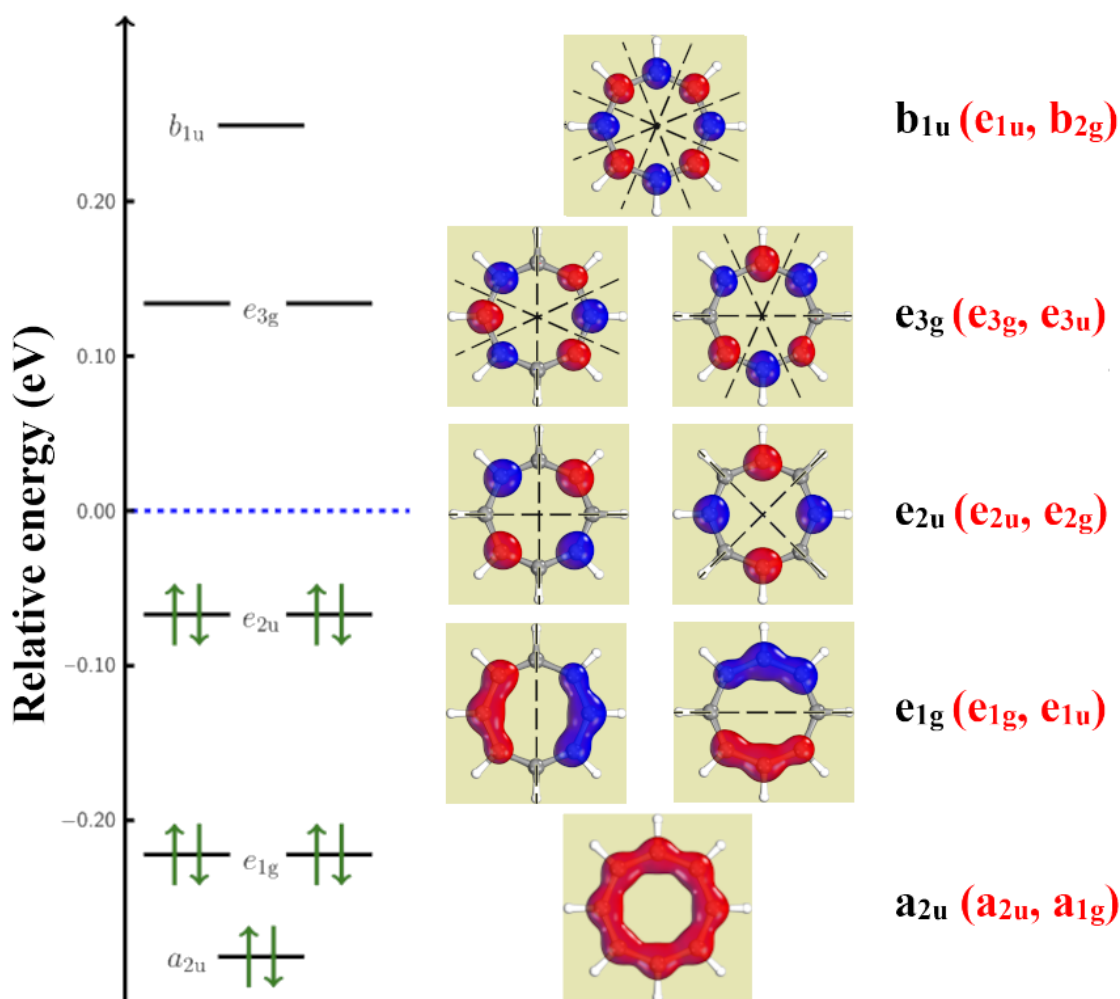 Relative energy (eV)
b1u
0.20
e3g
0.10
0.00
e2u
−0.10
−0.20
e1g
a2u
b1u (e1u, b2g)
e3g (e3g, e3u)
e2u (e2u, e2g)
e1g (e1g, e1u)
a2u (a2u, a1g)